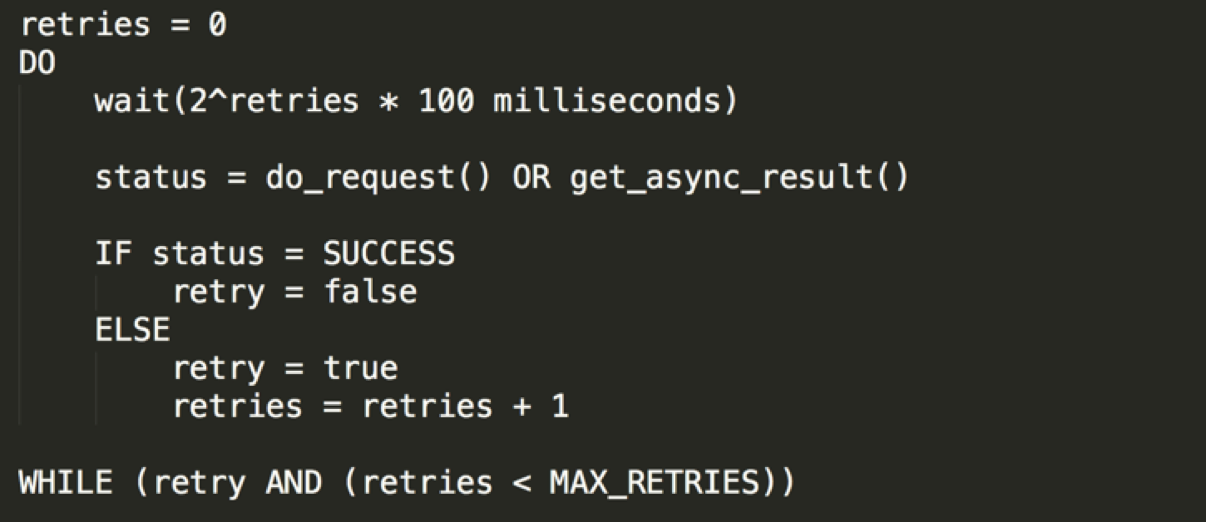 retries = 0
DO
wait(2^retries * 100 milliseconds)
status = do_request() OR get_async_result()
IF status = SUCCESS
retry = false
ELSE
retry = true
retries = retries + 1
WHILE (retry AND (retries < MAX_RETRIES))